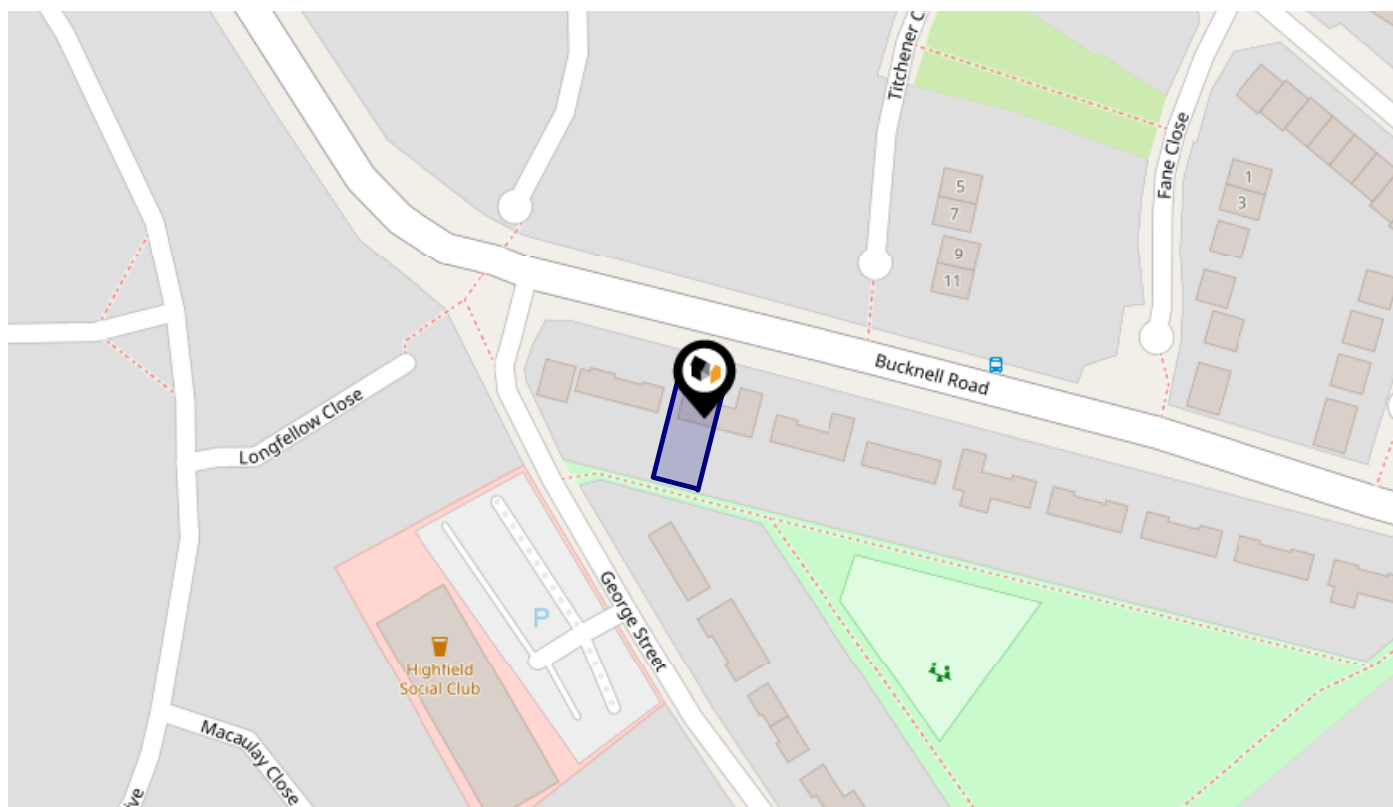 Titchener C
Fane Close
5
7
9
11
1
3
Bucknell Road
Longfellow Close
George Street
P
Highfield
Social Club
Macaulay Close
ive